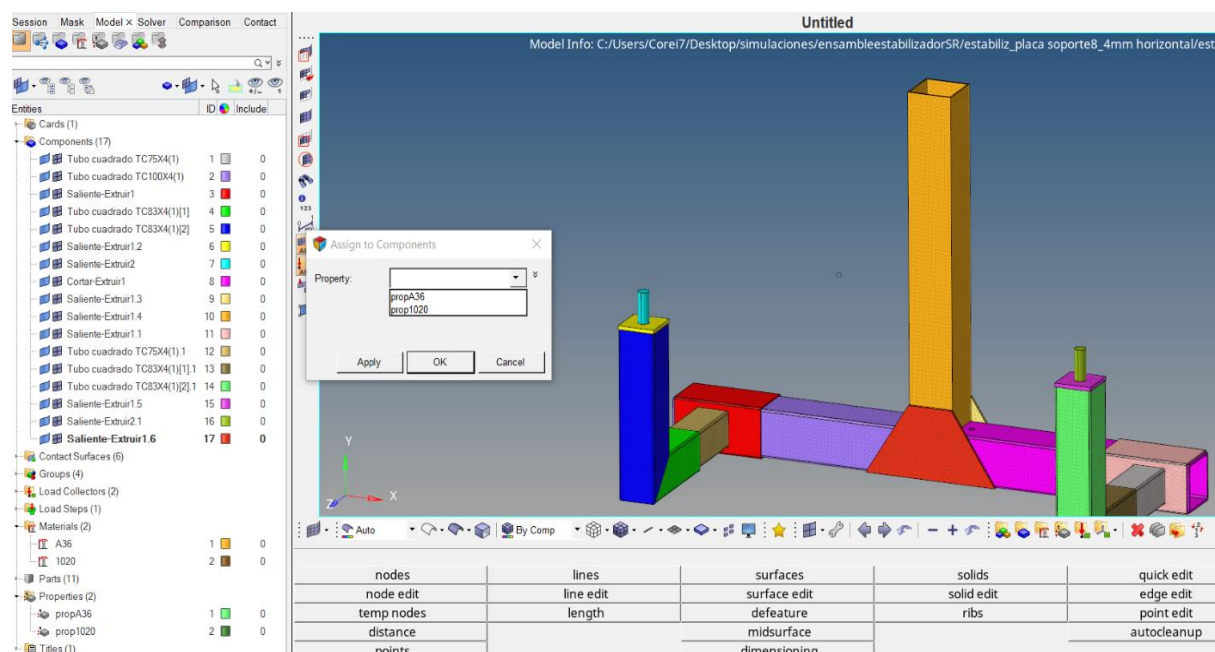 Session Mask Model × Solver Comparison Contact
Untitled
Model Info: C:/Users/Corei7/Desktop/simulaciones/ensambleestabilizadorSR/estabiliz_placa soporte8_4mm horizontal/est
Entities ID Include
Cards (1)
Components (17)
Tubo cuadrado TC75X4(1) 1 0
Tubo cuadrado TC100X4(1) 2 0
Saliente-Extruir1 3 0
Tubo cuadrado TC83X4(1)[1] 4 0
Tubo cuadrado TC83X4(1)[2] 5 0
Saliente-Extruir1.2 6 0
Saliente-Extruir2 7 0
Cortar-Extruir1 8 0
Saliente-Extruir1.3 9 0
Saliente-Extruir1.4 10 0
Saliente-Extruir1.1 11 0
Tubo cuadrado TC75X4(1).1 12 0
Tubo cuadrado TC83X4(1)[1].1 13 0
Tubo cuadrado TC83X4(1)[2].1 14 0
Saliente-Extruir1.5 15 0
Saliente-Extruir2.1 16 0
Saliente-Extruir1.6 17 0
Contact Surfaces (6)
Groups (4)
Load Collectors (2)
Load Steps (1)
Materials (2)
A36 1 0
1020 2 0
Parts (11)
Properties (2)
propA36 1 0
prop1020 2 0
Titles (1)
123
Assign to Components
Property:
propA36
prop1020
Apply OK Cancel
Y
Z X
Auto By Comp
nodes lines surfaces solids quick edit
node edit line edit surface edit solid edit edge edit
temp nodes length defeature ribs point edit
distance midsurface autocleanup
points dimensioning